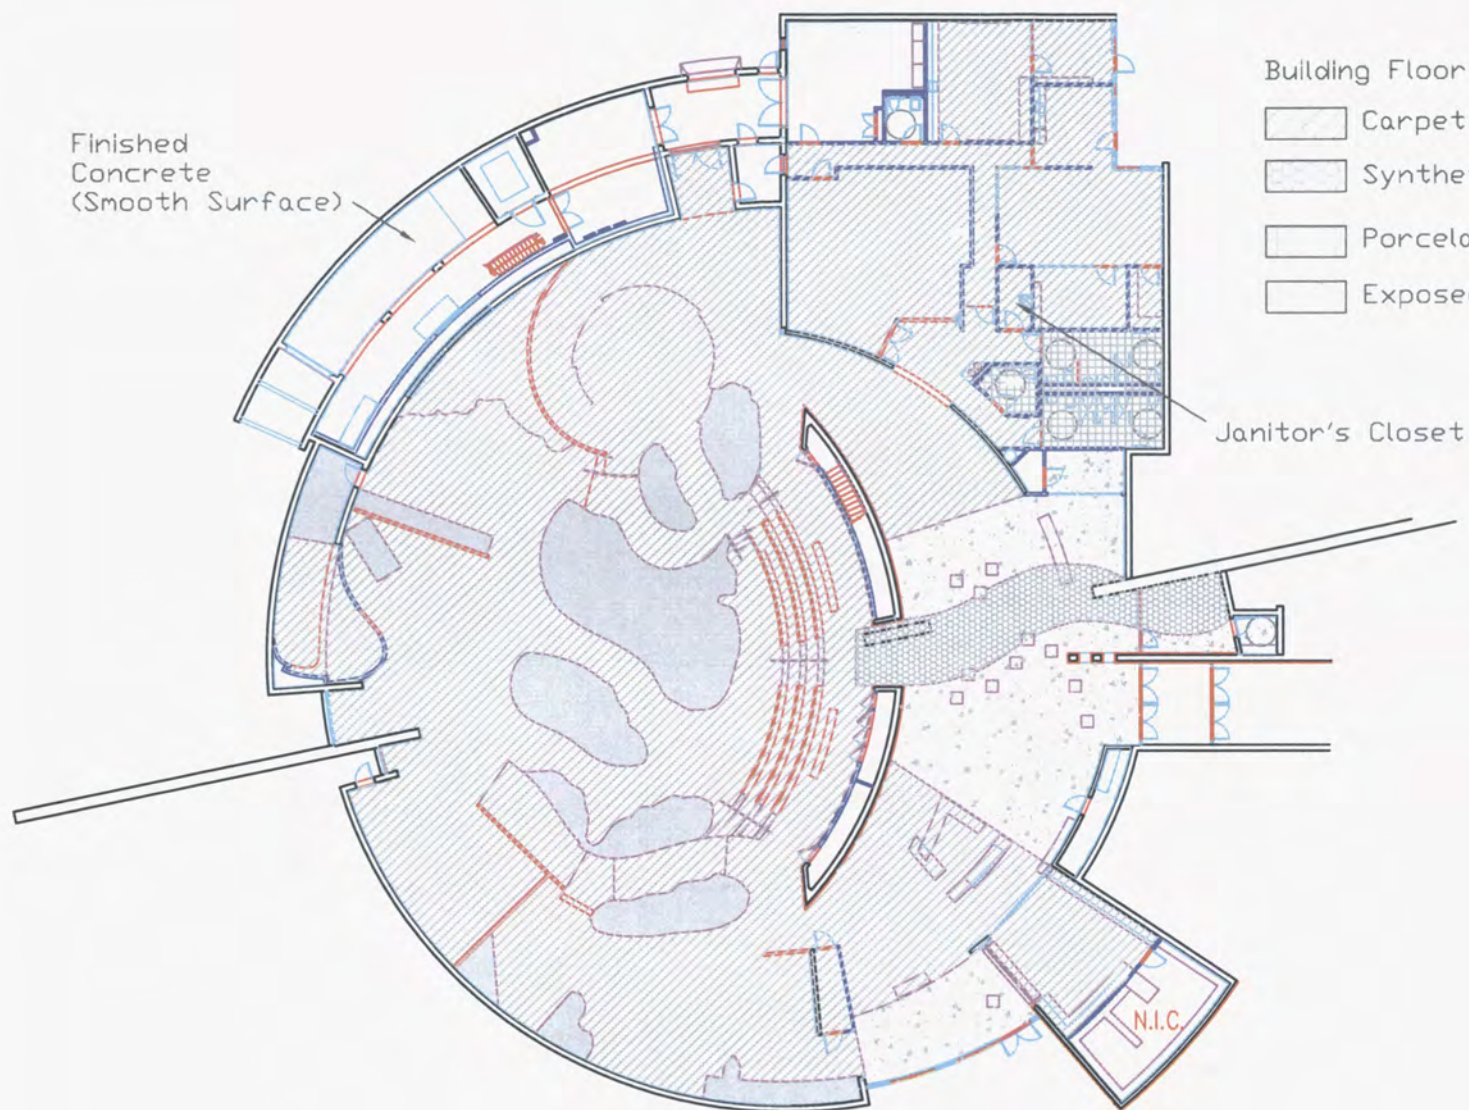 Finished
Concrete
(Smooth Surface)
Building Floor
Carpet
Janitor's Closet
N.I.C.